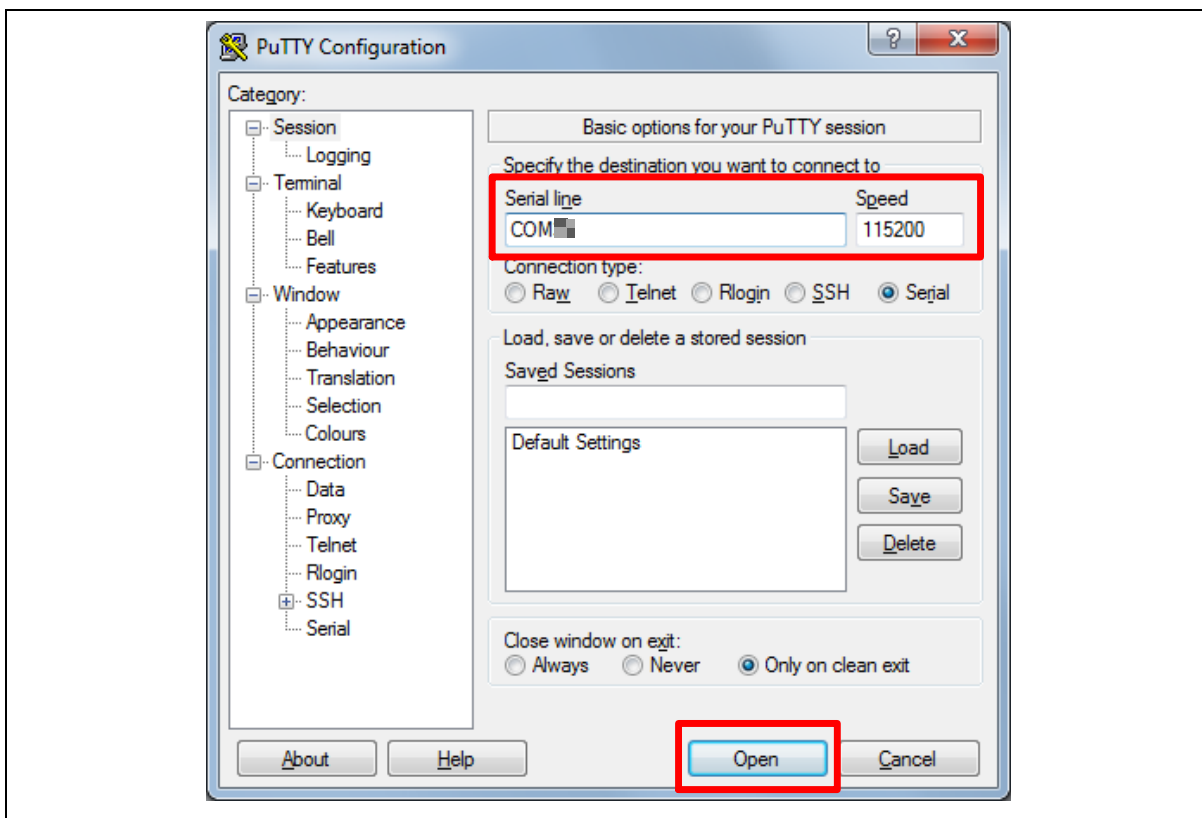 PuTTY Configuration
Category:
Session
Logging
Terminal
Keyboard
Bell
Features
Window
Appearance
Behaviour
Translation
Selection
Colours
Connection
Data
Proxy
Telnet
Rlogin
SSH
Serial
Basic options for your PuTTY session
Specify the destination you want to connect to
Serial line Speed
COM 115200
Connection type:
Raw Telnet Rlogin SSH Serial
Load, save or delete a stored session
Saved Sessions
Default Settings
Load
Save
Delete
Close window on exit:
Always Never Only on clean exit
About Help Open Cancel